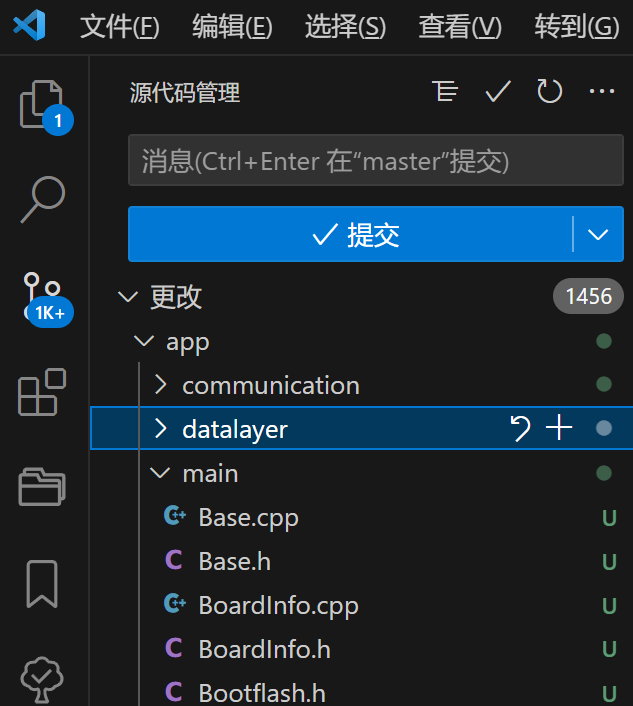 文件(F) 编辑(E) 选择(S) 查看(V) 转到(G)
源代码管理
1
消息(Ctrl+Enter 在“master”提交)
提交
更改 1456
1K+
app
communication
datalayer
main
Base.cpp U
Base.h U
BoardInfo.cpp U
BoardInfo.h U
Bootflash.h U